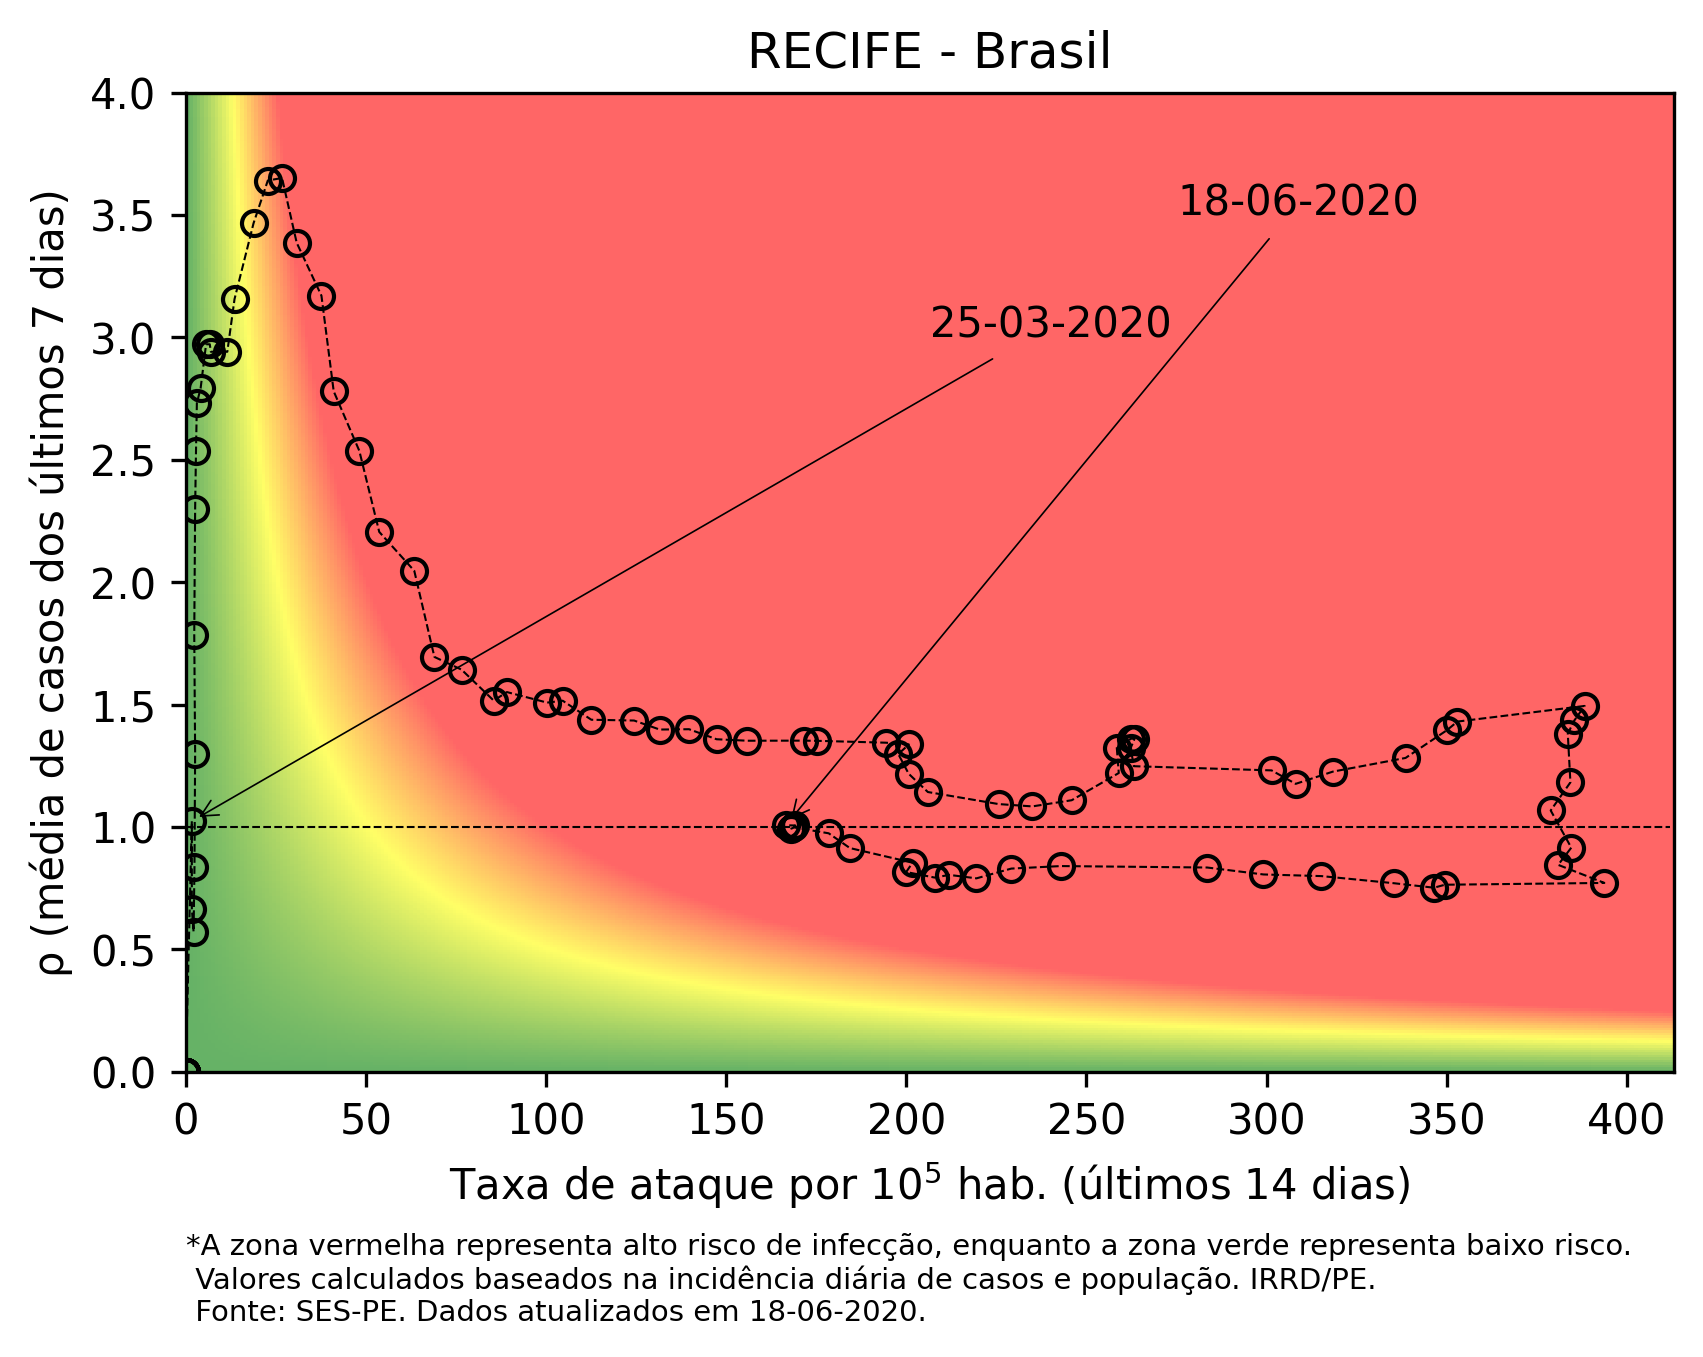 RECIFE - Brasil
4.0
3.5
3.0
2.5
2.0
1.5
1.0
0.5
0.0
ρ (média de casos dos últimos 7 dias)
18-06-2020
25-03-2020
0 50 100 150 200 250 300 350 400
Taxa de ataque por 10⁵ hab. (últimos 14 dias)
*A zona vermelha representa alto risco de infecção, enquanto a zona verde representa baixo risco.
Valores calculados baseados na incidência diária de casos e população. IRRD/PE.
Fonte: SES-PE. Dados atualizados em 18-06-2020.